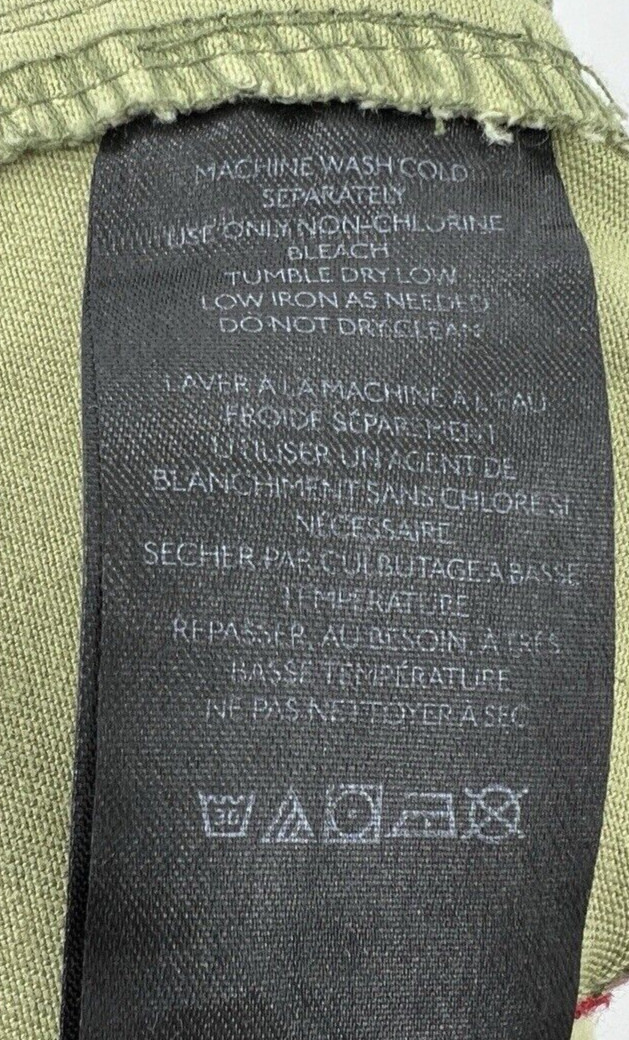 MACHINE WASH COLD
SEPARATELY
USE ONLY NON-CHLORINE
BLEACH
TUMBLE DRY LOW
LOW IRON AS NEEDED
DO NOT DRY CLEAN
LAVER À LA MACHINE À L'EAU
FROIDE SÉPARÉMENT
UTILISER UN AGENT DE
BLANCHIMENT SANS CHLORE SI
NÉCESSAIRE
SÉCHER PAR CULBUTAGE À BASSE
TEMPÉRATURE
REPASSER, AU BESOIN, À TRÈS
BASSE TEMPÉRATURE
NE PAS NETTOYER À SEC
30